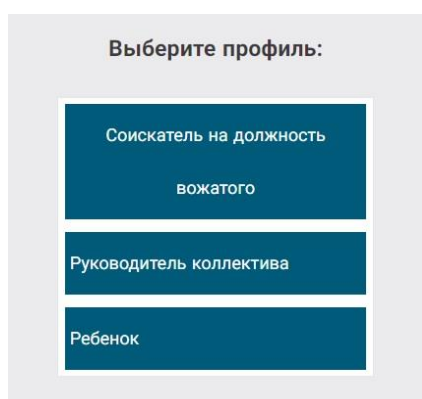 Выберите профиль:
Соискатель на должность
вожатого
Руководитель коллектива
Ребенок